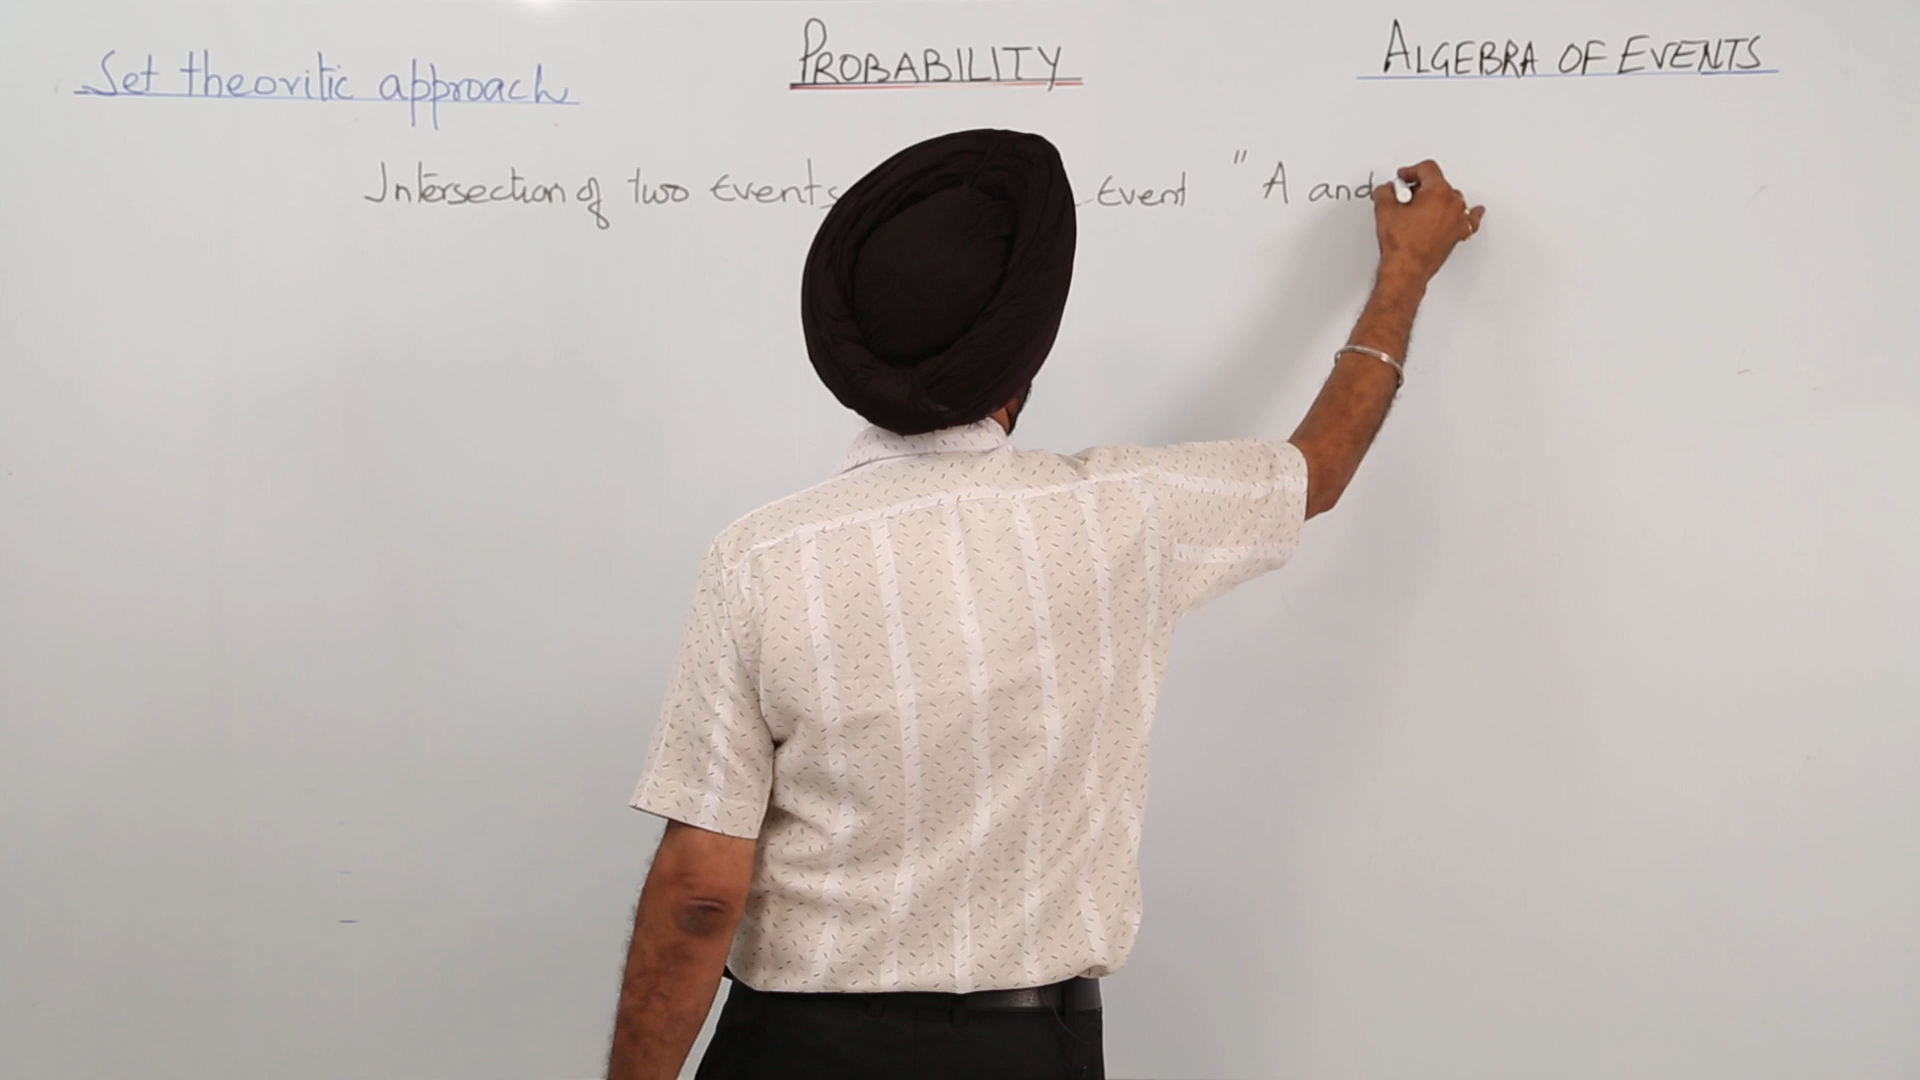 Set theoritic approach
PROBABILITY
ALGEBRA OF EVENTS
Intersection of two Events Event " A and